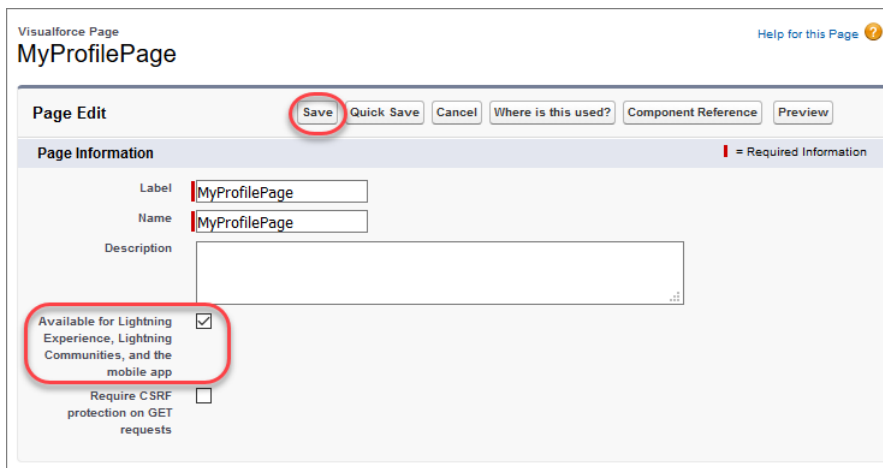 Visualforce Page
MyProfilePage
Help for this Page ?
Page Edit
Save Quick Save Cancel Where is this used? Component Reference Preview
Page Information
= Required Information
Label MyProfilePage
Name MyProfilePage
Description
Available for Lightning
Experience, Lightning
Communities, and the
mobile app
Require CSRF
protection on GET
requests